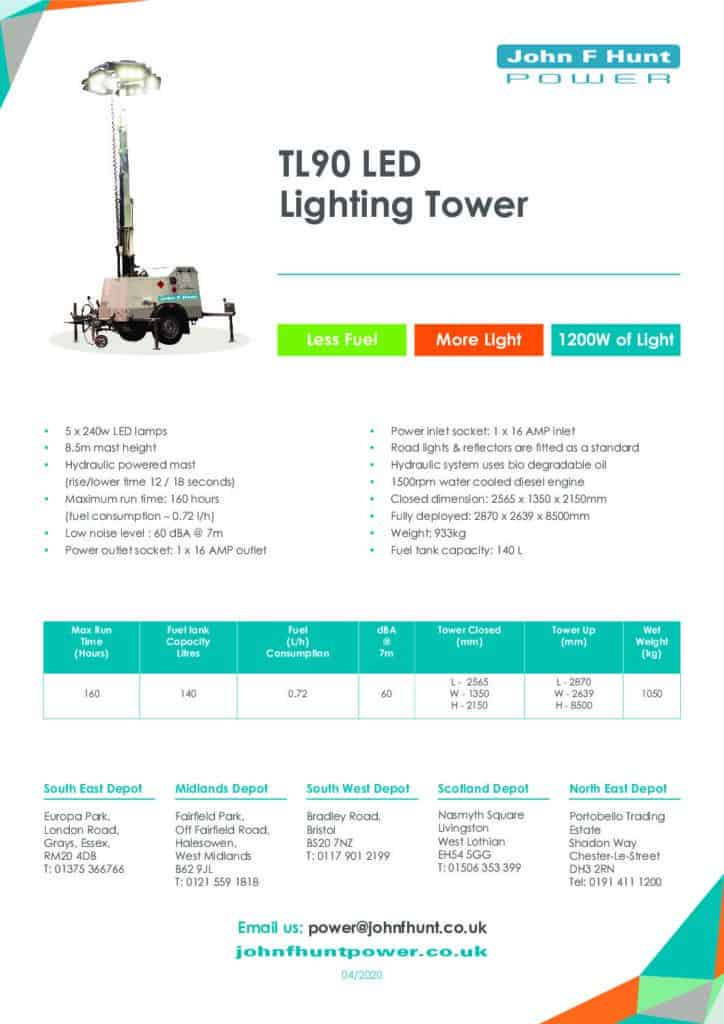 John F Hunt
POWER
TL90 LED
Lighting Tower
John F Hunt
Less Fuel
More Light
1200W of Light
• 5 x 240w LED lamps
• 8.5m mast height
• Hydraulic powered mast
(rise/lower time 12 / 18 seconds)
• Maximum run time: 160 hours
(fuel consumption – 0.72 l/h)
• Low noise level : 60 dBA @ 7m
• Power outlet socket: 1 x 16 AMP outlet
• Power inlet socket: 1 x 16 AMP inlet
• Road lights & reflectors are fitted as a standard
• Hydraulic system uses bio degradable oil
• 1500rpm water cooled diesel engine
• Closed dimension: 2565 x 1350 x 2150mm
• Fully deployed: 2870 x 2639 x 8500mm
• Weight: 933kg
• Fuel tank capacity: 140 L
Max Run
Time
(Hours)
Fuel tank
Capacity
Litres
Fuel
(L/h)
Consumption
dBA
@
7m
Tower Closed
(mm)
Tower Up
(mm)
Wet
Weight
(kg)
160
140
0.72
60
L - 2565
W - 1350
H - 2150
L - 2870
W - 2639
H - 8500
1050
South East Depot
Europa Park,
London Road,
Grays, Essex,
RM20 4DB
T: 01375 366766
Midlands Depot
Fairfield Park,
Off Fairfield Road,
Halesowen,
West Midlands
B62 9JL
T: 0121 559 1818
South West Depot
Bradley Road,
Bristol
BS20 7NZ
T: 0117 901 2199
Scotland Depot
Nasmyth Square
Livingston
West Lothian
EH54 5GG
T: 01506 353 399
North East Depot
Portobello Trading
Estate
Shadon Way
Chester-Le-Street
DH3 2RN
Tel: 0191 411 1200
Email us: power@johnfhunt.co.uk
johnfhuntpower.co.uk
04/2020